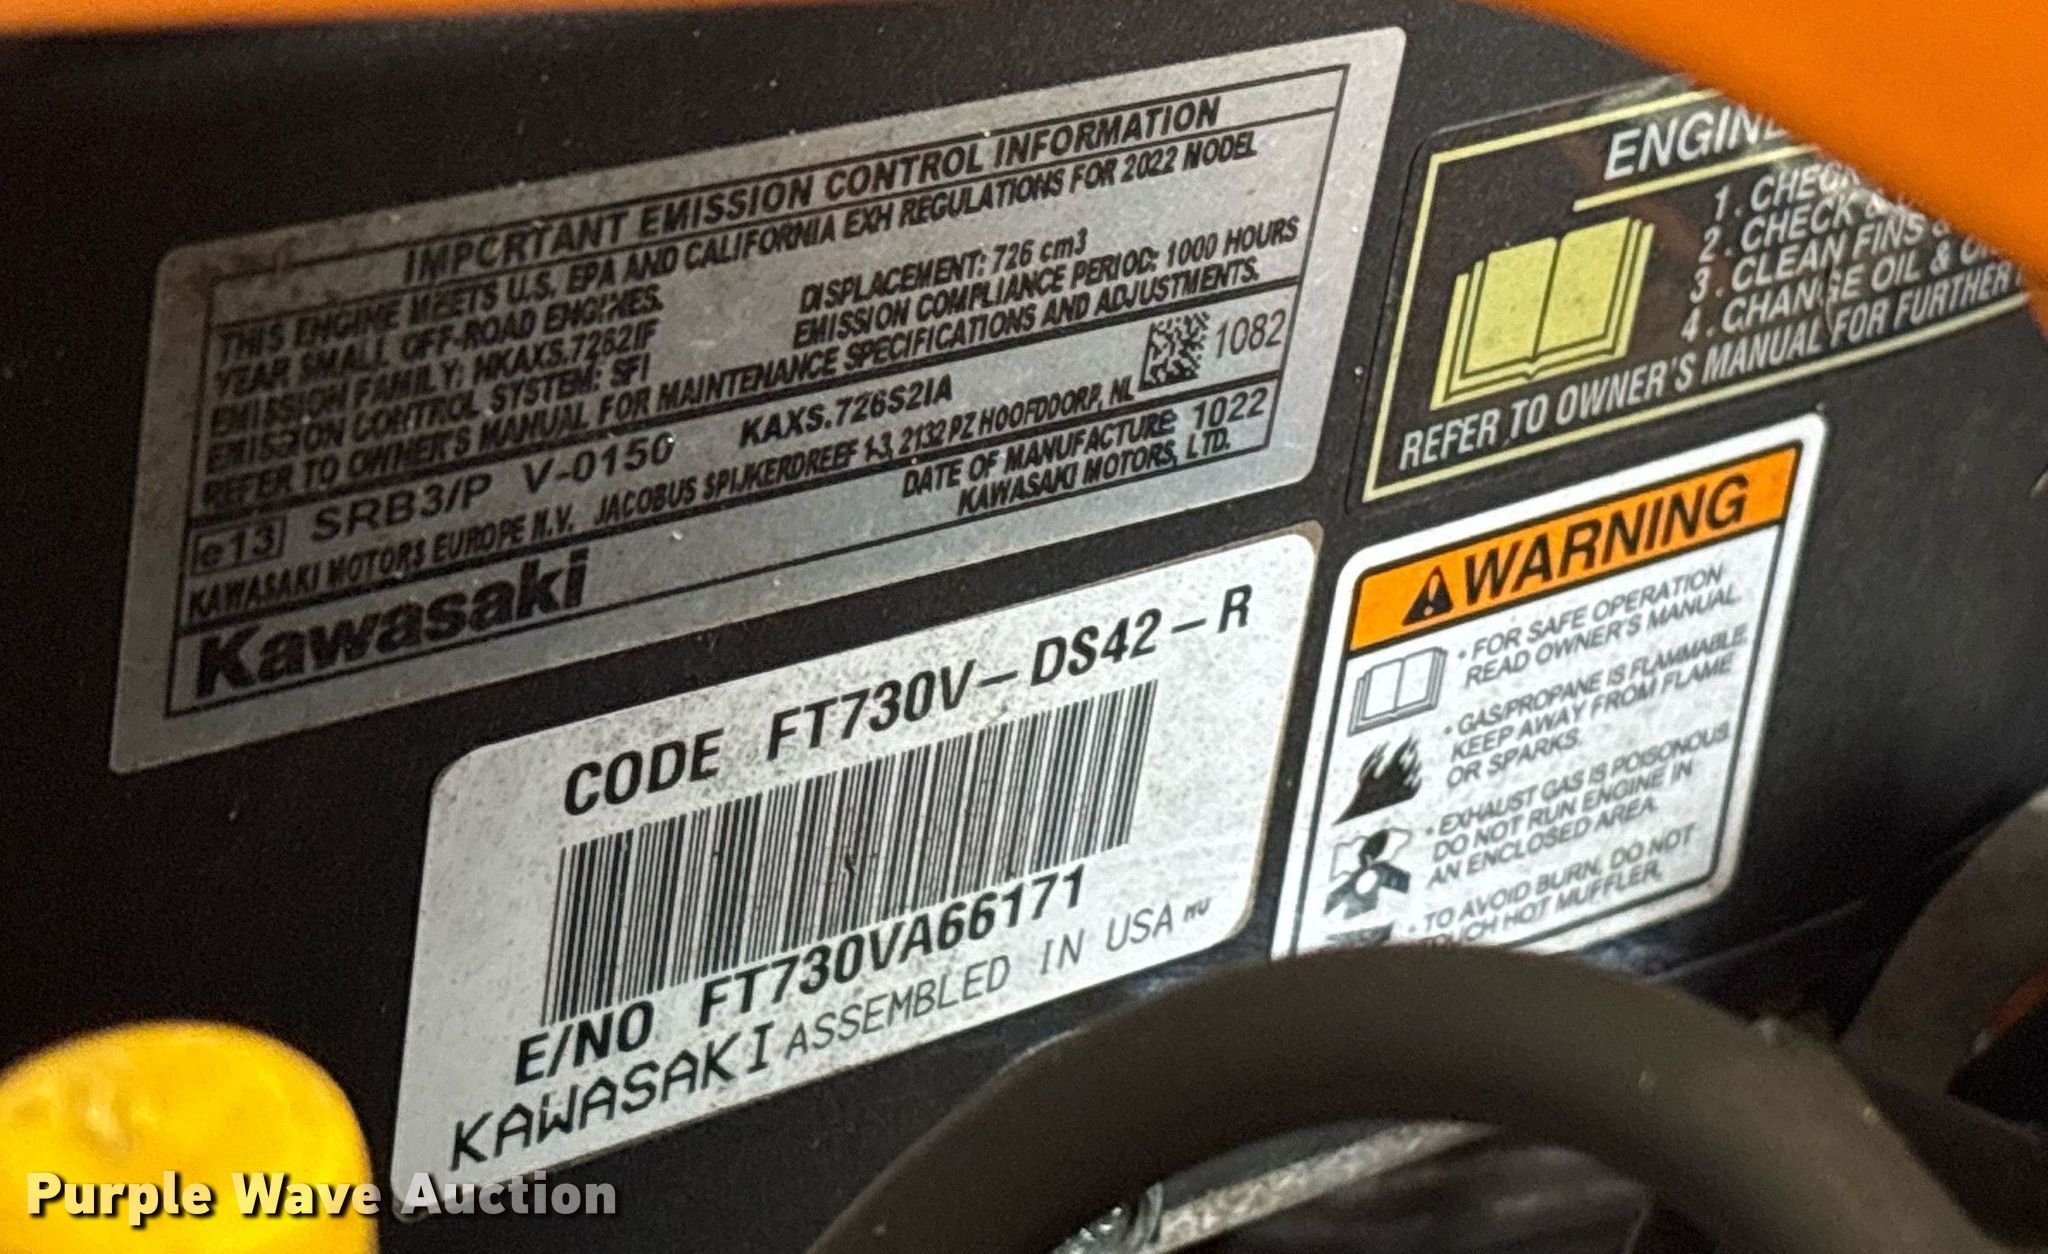 IMPORTANT EMISSION CONTROL INFORMATION
THIS ENGINE MEETS U.S. EPA AND CALIFORNIA EXH REGULATIONS FOR 2022 MODEL
YEAR SMALL OFF-ROAD ENGINES.
EMISSION FAMILY: NKAXS.7262IF DISPLACEMENT: 726 cm3
EMISSION CONTROL SYSTEM: SFI EMISSION COMPLIANCE PERIOD: 1000 HOURS
REFER TO OWNER'S MANUAL FOR MAINTENANCE SPECIFICATIONS AND ADJUSTMENTS.
e13 SRB3/P V-0150 KAXS.726S2IA 1082
KAWASAKI MOTORS EUROPE N.V. JACOBUS SPIJKERDREEF 1-3, 2132 PZ HOOFDDORP, NL
DATE OF MANUFACTURE 1022
Kawasaki KAWASAKI MOTORS, LTD.
CODE FT730V-DS42-R
E/NO FT730VA66171
KAWASAKI ASSEMBLED IN USA
ENGINE
1. CHECK
2. CHECK &
3. CLEAN FINS &
4. CHANGE OIL &
REFER TO OWNER'S MANUAL FOR FURTHER
WARNING
• FOR SAFE OPERATION
READ OWNER'S MANUAL.
• GAS/PROPANE IS FLAMMABLE
KEEP AWAY FROM FLAME
OR SPARKS.
• EXHAUST GAS IS POISONOUS
DO NOT RUN ENGINE IN
AN ENCLOSED AREA.
• TO AVOID BURN, DO NOT
TOUCH HOT MUFFLER.
Purple Wave Auction